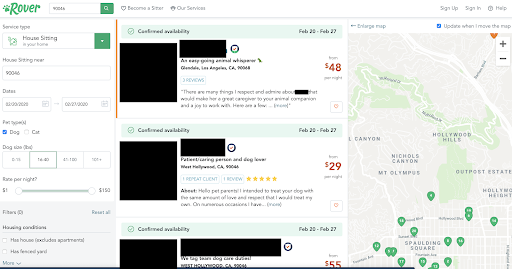 Rover
90046
Become a Sitter
Our Services
Sign Up
Sign In
Help
Service type
House Sitting
in your home
House Sitting near
90046
Dates
02/20/2020
02/27/2020
Pet type(s)
Dog
Cat
Dog size (lbs)
0-15
16-40
41-100
101+
Rate per night?
$1
$150
Filters (0)
Reset all
Housing conditions
Has house (excludes apartments)
Has fenced yard
More
Confirmed availability
Feb 20 - Feb 27
An easy-going animal whisperer
Glendale, Los Angeles, CA, 90068
3 REVIEWS
from
$48
per night
"There are many things I respect and admire about that
would make her a great caregiver to your animal companion
and a joy to work with. Here are a few. ... (more)"
Confirmed availability
Feb 20 - Feb 27
Patient/caring person and dog lover
West Hollywood, CA, 90046
1 REPEAT CLIENT
1 REVIEW
from
$29
per night
About: Hello pet parents! I intended to treat your dog with
the same amount of love and respect that I would treat my
own. On numerous occasions I have... (more)
Confirmed availability
Feb 20 - Feb 27
We tag team dog care duties!
WEST HOLLYWOOD, CA, 90046
from
$55
Enlarge map
Update when I move the map
+
−
HOLLYWOOD
HILLS
NICHOLS
CANYON
MT OLYMPUS
OUTPOST ESTATES
SPAULDING
SQUARE